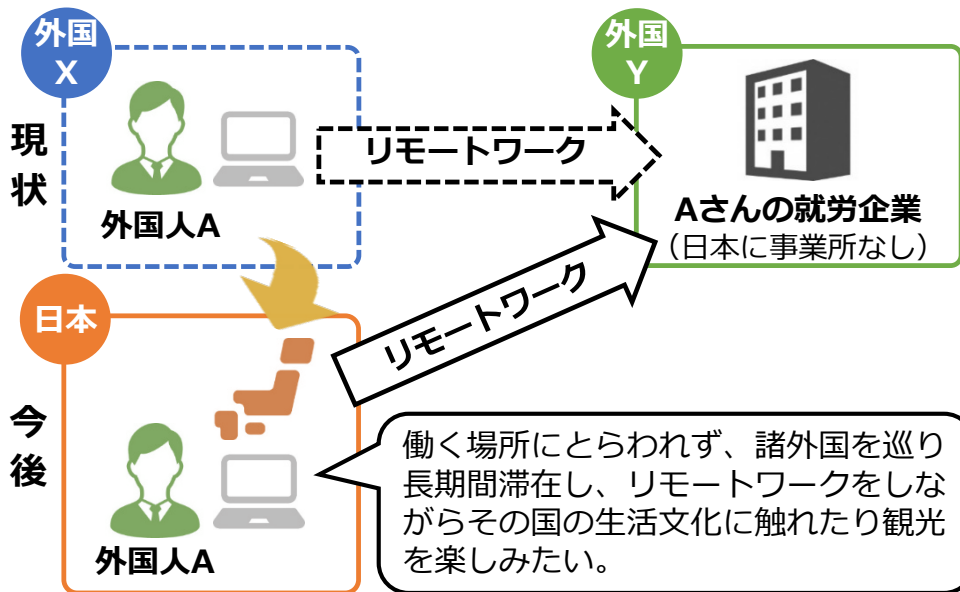 外国
X
外国
Y
現状
リモートワーク
外国人A
Aさんの就労企業
（日本に事業所なし）
日本
リモートワーク
今後
外国人A
働く場所にとらわれず、諸外国を巡り
長期間滞在し、リモートワークをしな
がらその国の生活文化に触れたり観光
を楽しみたい。